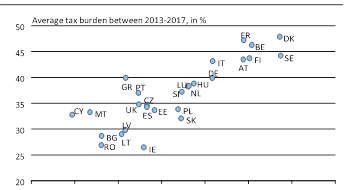 Average tax burden between 2013-2017, in %
50
FR
DK
BE
45
IT
AT
FI
SE
DE
40
GR
PT
LU
HU
SI
NL
35
CZ
UK
ES
EE
PL
CY
MT
SK
30
LV
BG
RO
LT
IE
25
20